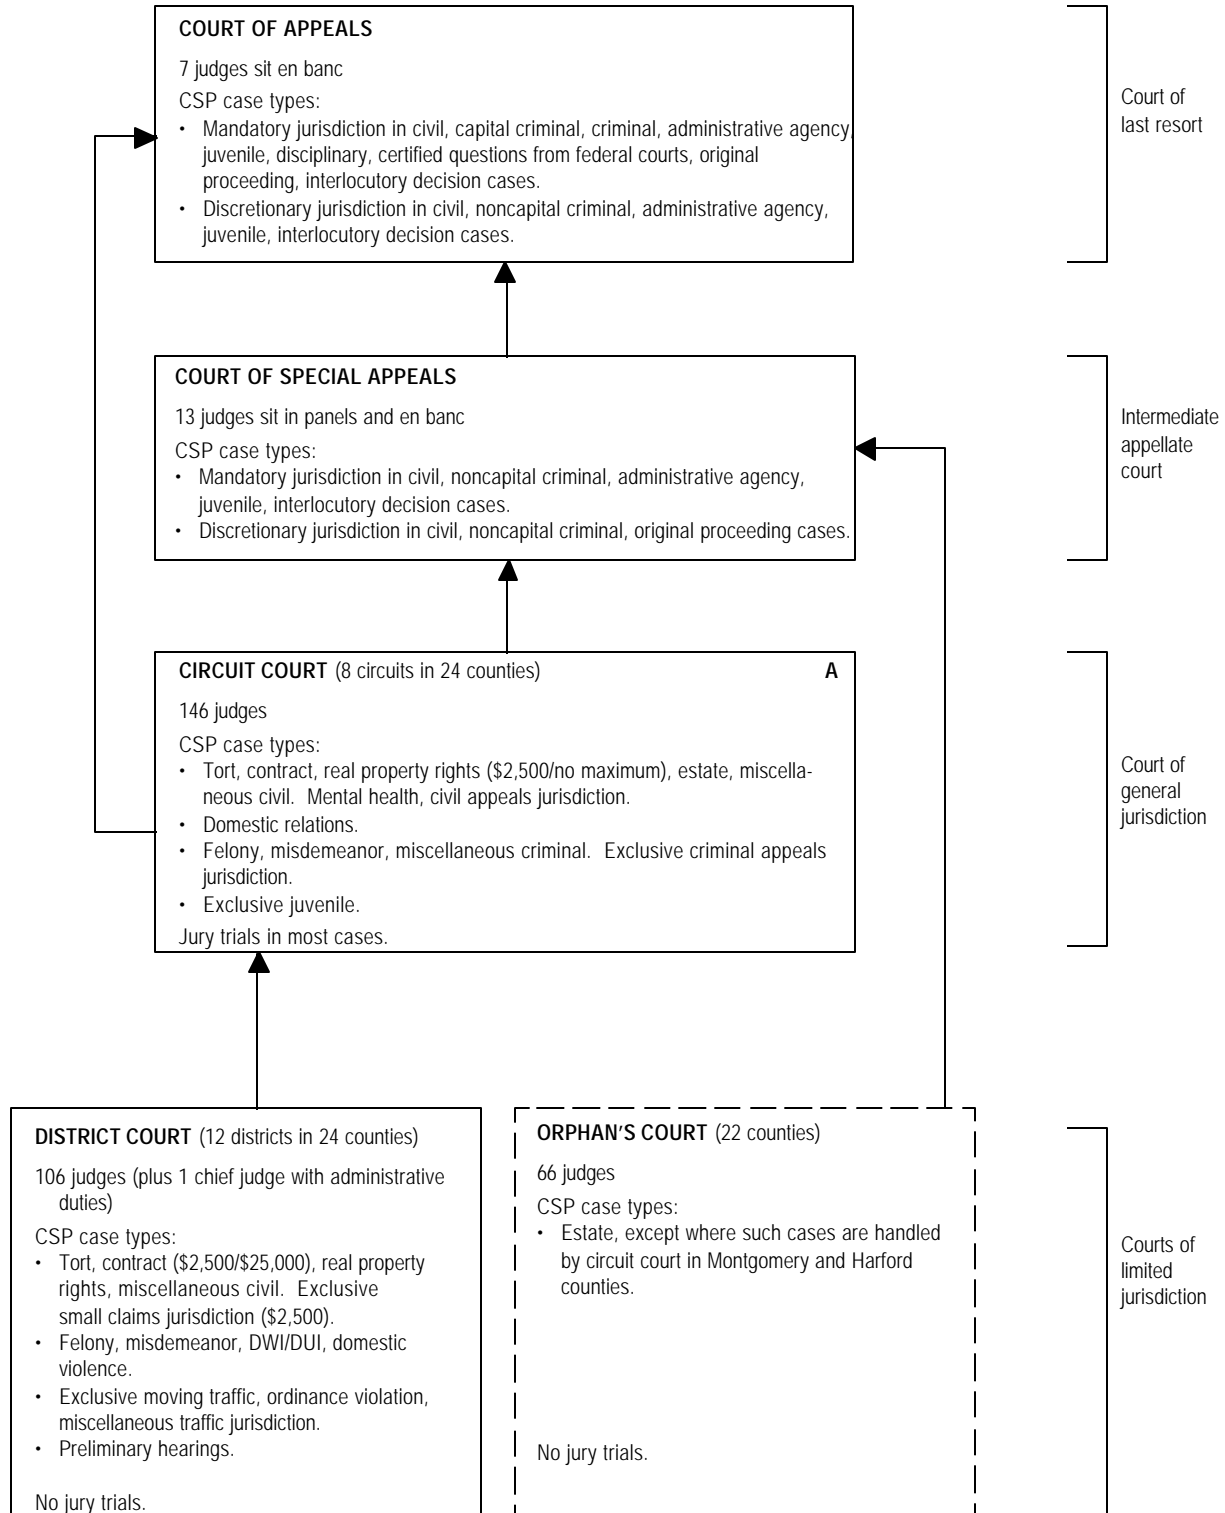 COURT OF APPEALS
7 judges sit en banc
CSP case types:
• Mandatory jurisdiction in civil, capital criminal, criminal, administrative agency,
juvenile, disciplinary, certified questions from federal courts, original
proceeding, interlocutory decision cases.
• Discretionary jurisdiction in civil, noncapital criminal, administrative agency,
juvenile, interlocutory decision cases.
Court of
last resort
COURT OF SPECIAL APPEALS
13 judges sit in panels and en banc
CSP case types:
• Mandatory jurisdiction in civil, noncapital criminal, administrative agency,
juvenile, interlocutory decision cases.
• Discretionary jurisdiction in civil, noncapital criminal, original proceeding cases.
Intermediate
appellate
court
CIRCUIT COURT (8 circuits in 24 counties) A
146 judges
CSP case types:
• Tort, contract, real property rights ($2,500/no maximum), estate, miscella-
neous civil. Mental health, civil appeals jurisdiction.
• Domestic relations.
• Felony, misdemeanor, miscellaneous criminal. Exclusive criminal appeals
jurisdiction.
• Exclusive juvenile.
Jury trials in most cases.
Court of
general
jurisdiction
DISTRICT COURT (12 districts in 24 counties)
106 judges (plus 1 chief judge with administrative
duties)
CSP case types:
• Tort, contract ($2,500/$25,000), real property
rights, miscellaneous civil. Exclusive
small claims jurisdiction ($2,500).
• Felony, misdemeanor, DWI/DUI, domestic
violence.
• Exclusive moving traffic, ordinance violation,
miscellaneous traffic jurisdiction.
• Preliminary hearings.
No jury trials.
ORPHAN'S COURT (22 counties)
66 judges
CSP case types:
• Estate, except where such cases are handled
by circuit court in Montgomery and Harford
counties.
No jury trials.
Courts of
limited
jurisdiction